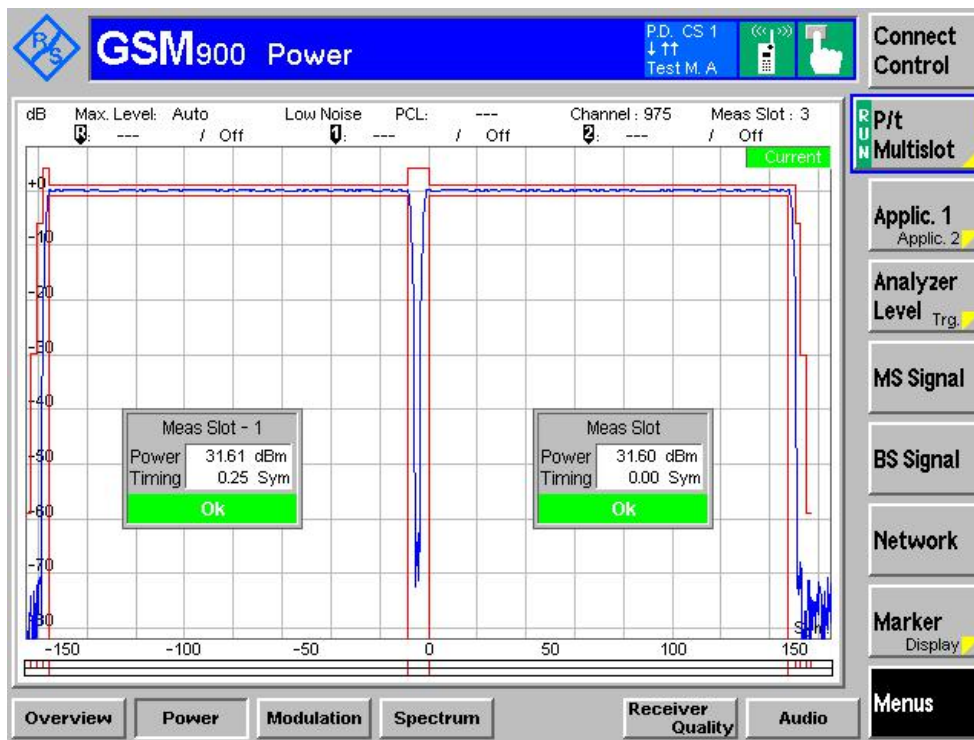 R/S
GSM900 Power
P.D. CS 1
Test M. A
Connect
Control
dB Max. Level: Auto Low Noise PCL: --- Channel : 975 Meas Slot : 3
R: --- / Off 1: --- / Off 2: --- / Off
Current
RUN
P/t
Multislot
Applic. 1
Applic. 2
Analyzer
Level Trg.
MS Signal
BS Signal
Network
Marker
Display
Menus
+0
-10
-20
-30
-40
-50
-60
-70
-80
Meas Slot - 1
Power 31.61 dBm
Timing 0.25 Sym
Ok
Meas Slot
Power 31.60 dBm
Timing 0.00 Sym
Ok
-150 -100 -50 0 50 100 150
Overview Power Modulation Spectrum Receiver Quality Audio